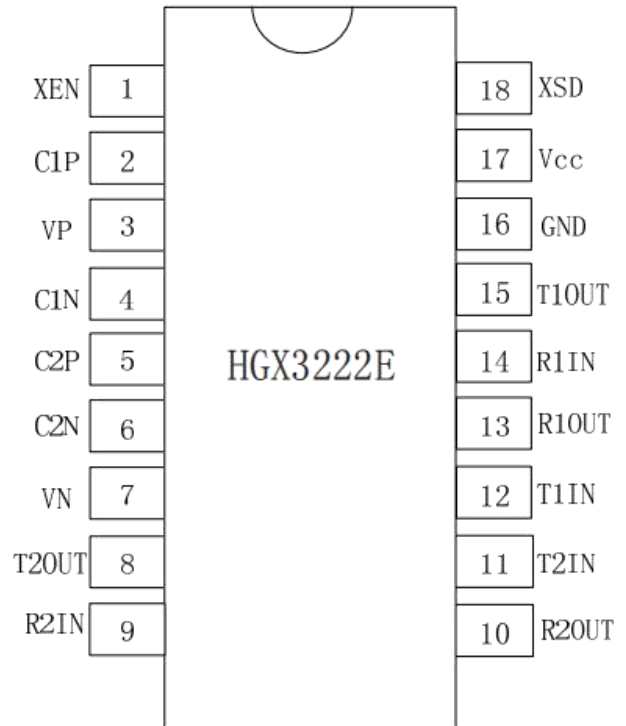 XEN 1 18 XSD
C1P 2 17 Vcc
VP 3 16 GND
C1N 4 15 T1OUT
C2P 5 HGX3222E 14 R1IN
C2N 6 13 R1OUT
VN 7 12 T1IN
T2OUT 8 11 T2IN
R2IN 9 10 R2OUT